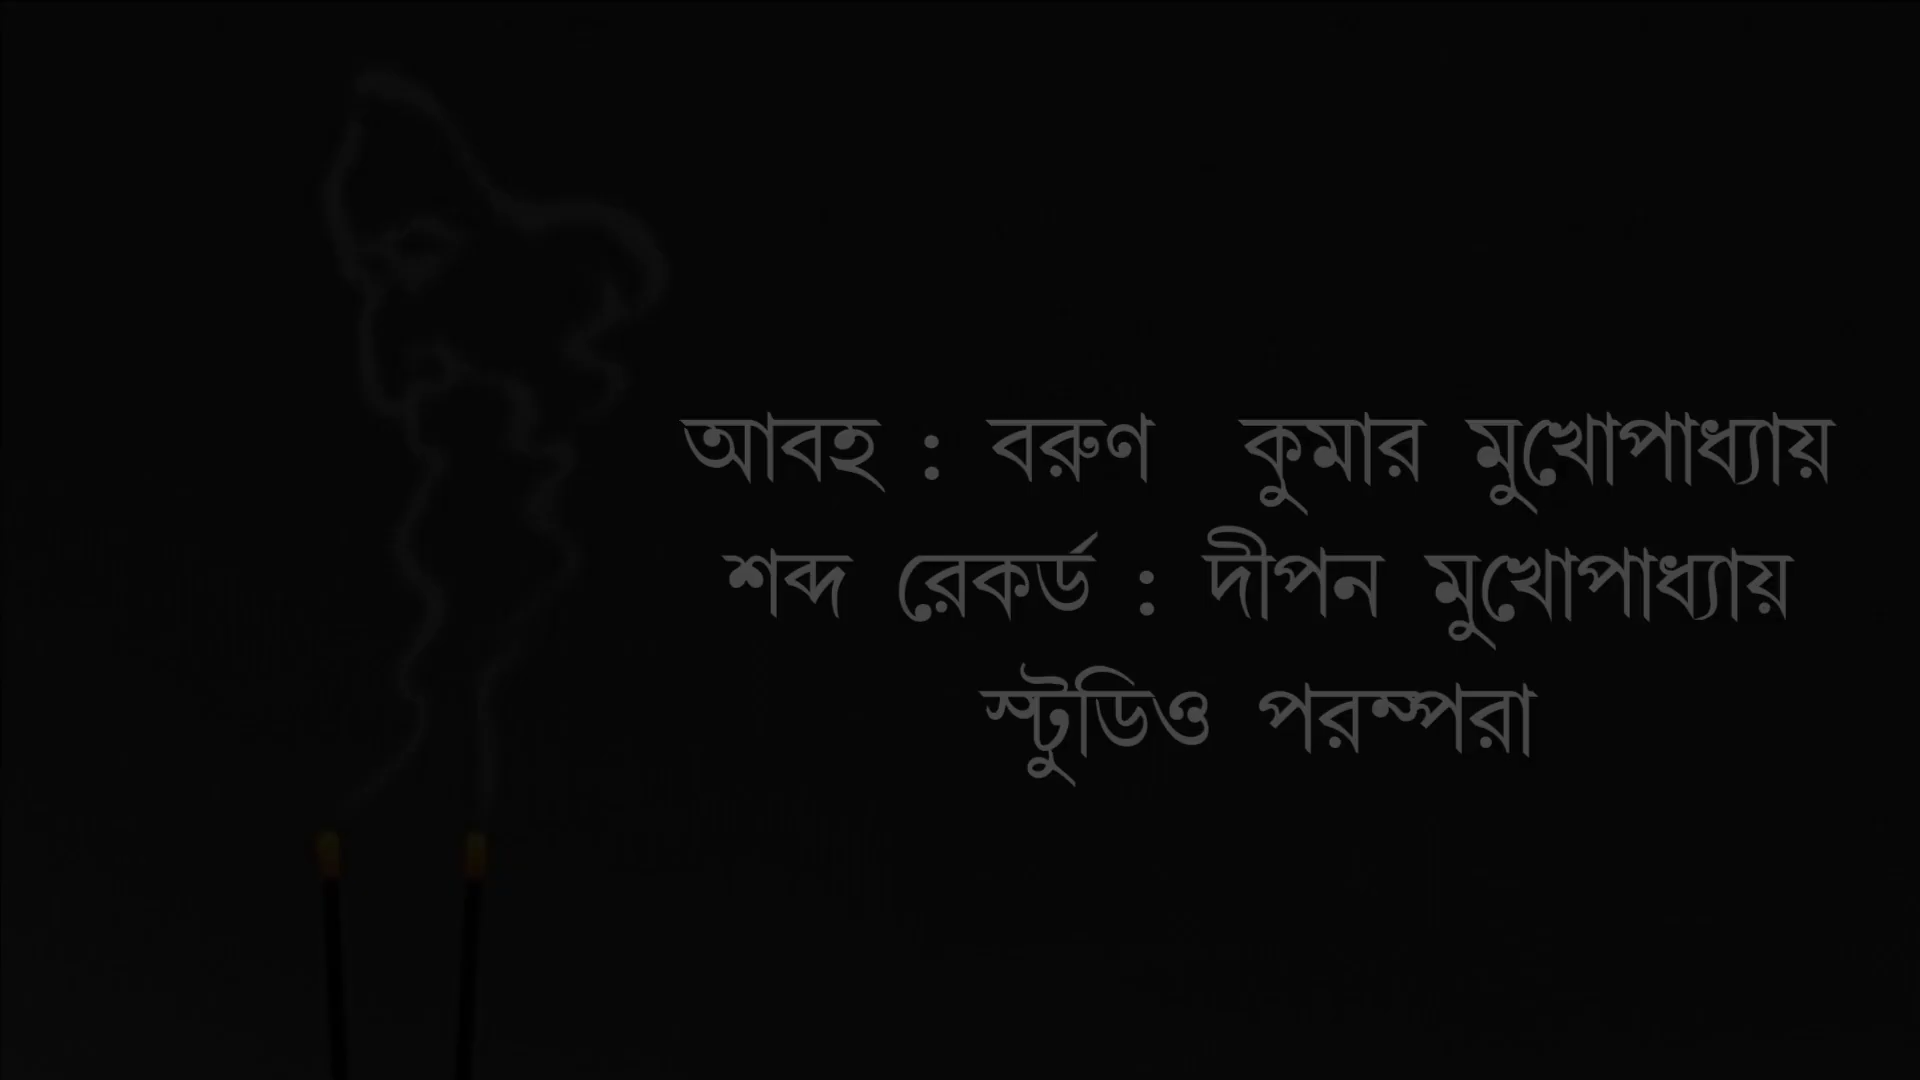 আবহ : বরুণ কুমার মুখোপাধ্যায়
শব্দ রেকর্ড : দীপন মুখোপাধ্যায়
স্টুডিও পরম্পরা